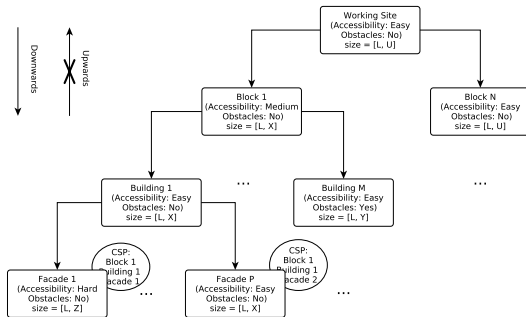 Working Site
(Accessibility: Easy
Obstacles: No)
size = [L, U]
Downwards
Upwards
Block 1
(Accessibility: Medium
Obstacles: No)
size = [L, X]
Block N
(Accessibility: Easy
Obstacles: No)
size = [L, U]
Building 1
(Accessibility: Easy
Obstacles: No)
size = [L, X]
...
Building M
(Accessibility: Easy
Obstacles: Yes)
size = [L, Y]
...
CSP:
Block 1
Building 1
Facade 1
CSP:
Block 1
Building 1
Facade 2
Facade 1
(Accessibility: Hard
Obstacles: No)
size = [L, Z]
...
Facade P
(Accessibility: Easy
Obstacles: No)
size = [L, X]
...